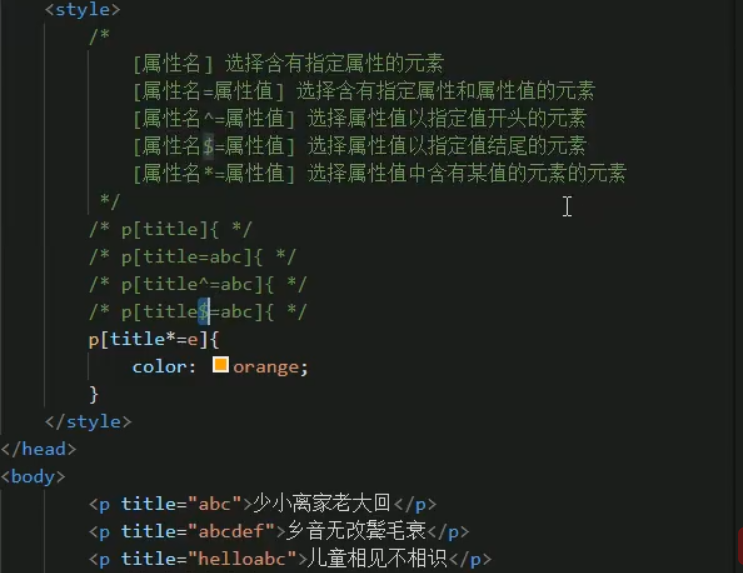 <style>
/*
[属性名] 选择含有指定属性的元素
[属性名=属性值] 选择含有指定属性和属性值的元素
[属性名^=属性值] 选择属性值以指定值开头的元素
[属性名$=属性值] 选择属性值以指定值结尾的元素
[属性名*=属性值] 选择属性值中含有某值的元素的元素
*/
/* p[title]{ */
/* p[title=abc]{ */
/* p[title^=abc]{ */
/* p[title$=abc]{ */
p[title*=e]{
color: orange;
}
</style>
</head>
<body>
<p title="abc">少小离家老大回</p>
<p title="abcdef">乡音无改鬓毛衰</p>
<p title="helloabc">儿童相见不相识</p>